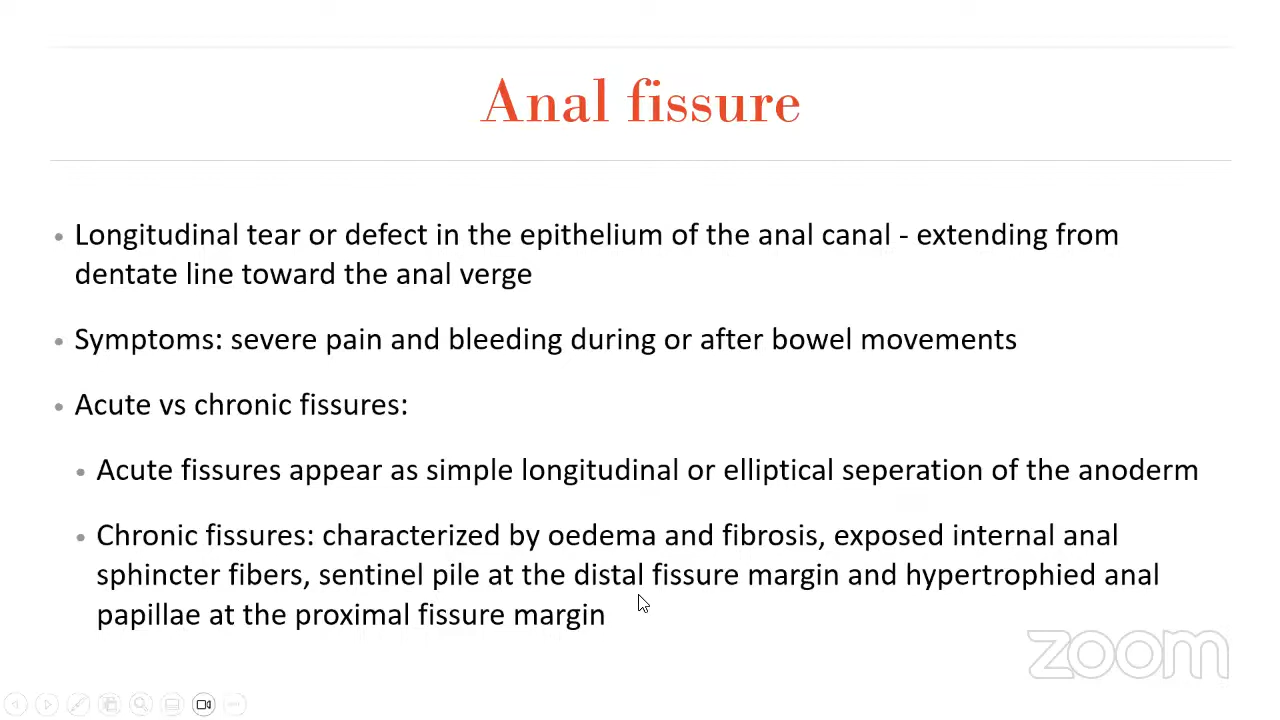 Anal fissure
• Longitudinal tear or defect in the epithelium of the anal canal - extending from
dentate line toward the anal verge
• Symptoms: severe pain and bleeding during or after bowel movements
• Acute vs chronic fissures:
• Acute fissures appear as simple longitudinal or elliptical seperation of the anoderm
• Chronic fissures: characterized by oedema and fibrosis, exposed internal anal
sphincter fibers, sentinel pile at the distal fissure margin and hypertrophied anal
papillae at the proximal fissure margin
zoom